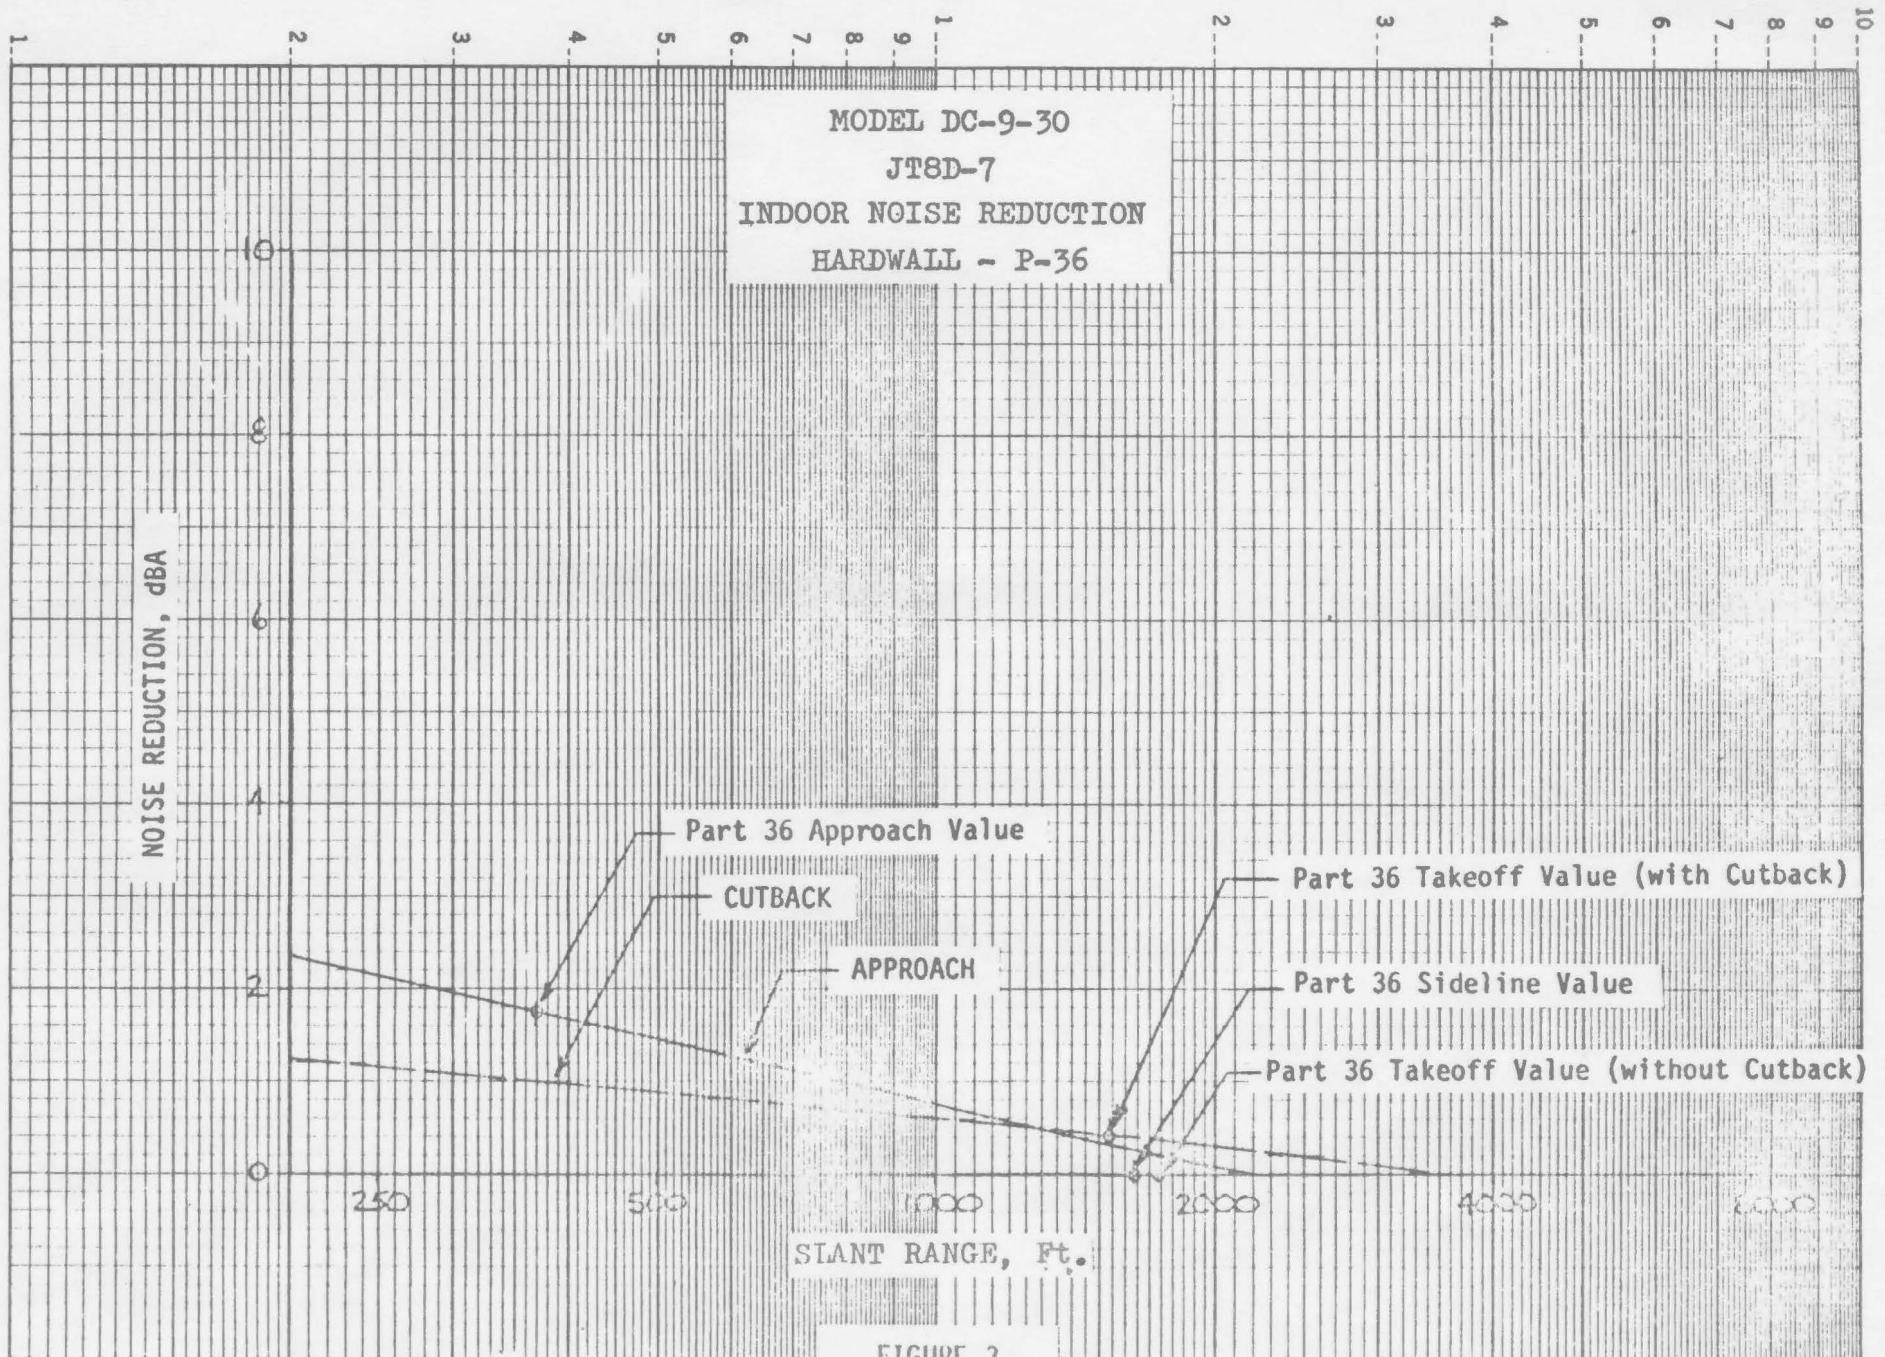 1 2 3 4 5 6 7 8 9 1 2 3 4 5 6 7 8 9 10
MODEL DC-9-30
JT8D-7
INDOOR NOISE REDUCTION
HARDWALL - P-36
10
8
6
4
2
0
NOISE REDUCTION, dBA
Part 36 Approach Value
CUTBACK
APPROACH
Part 36 Takeoff Value (with Cutback)
Part 36 Sideline Value
Part 36 Takeoff Value (without Cutback)
250 500 1000 2000 4000
SLANT RANGE, Ft.
FIGURE